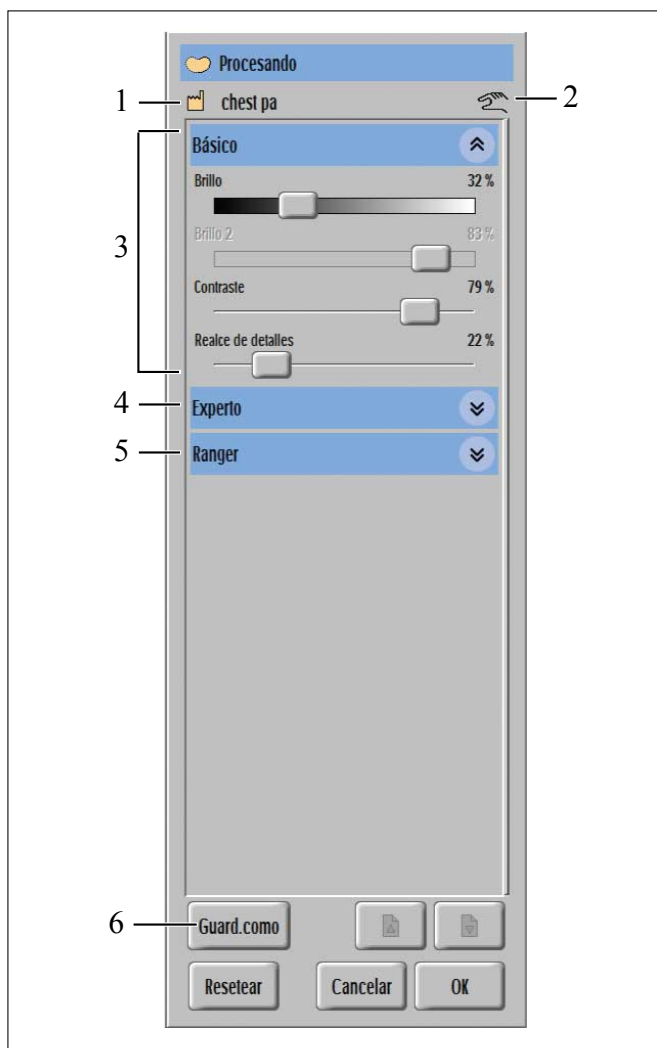 Procesando
1 chest pa 2
Básico
Brillo 32 %
3
Brillo 2 83 %
Contraste 79 %
Realce de detalles 22 %
4 Experto
5 Ranger
6 Guard.como
Resetear Cancelar OK